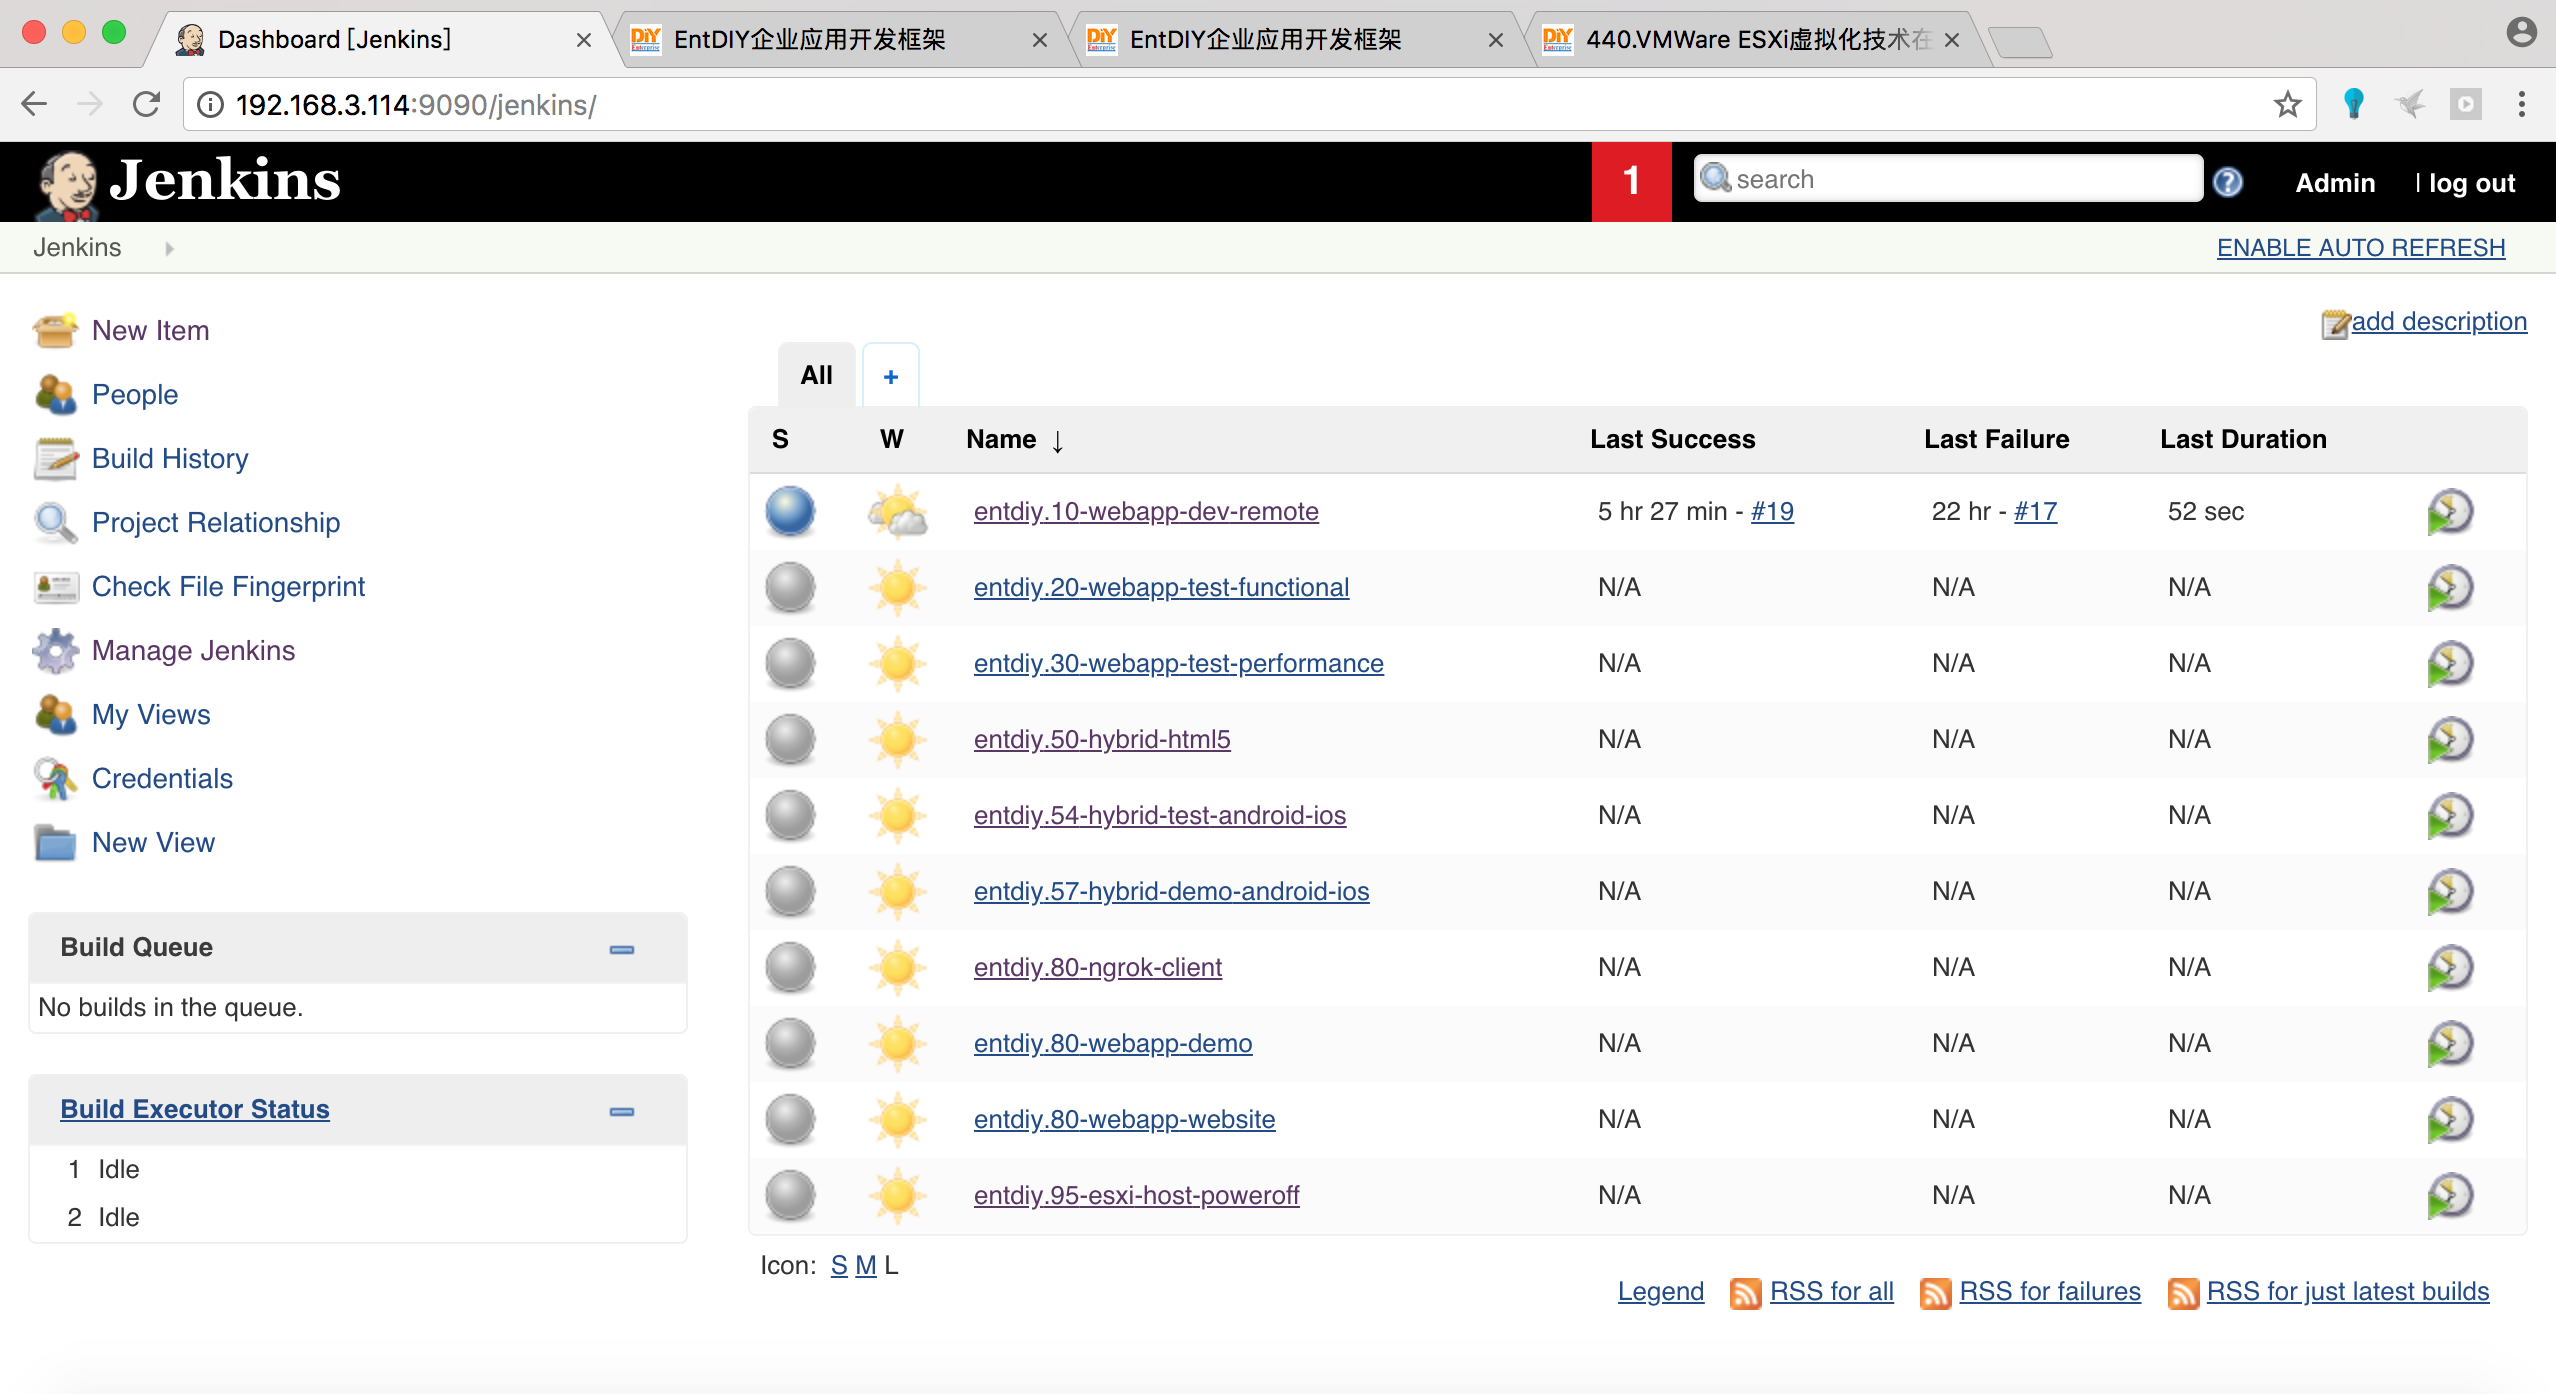 Dashboard [Jenkins]
EntDIY企业应用开发框架
EntDIY企业应用开发框架
440.VMWare ESXi虚拟化技术在
192.168.3.114:9090/jenkins/
Jenkins
1
search
Admin
| log out
Jenkins
ENABLE AUTO REFRESH
New Item
People
Build History
Project Relationship
Check File Fingerprint
Manage Jenkins
My Views
Credentials
New View
Build Queue
No builds in the queue.
Build Executor Status
1 Idle
2 Idle
add description
All +
S W Name ↓ Last Success Last Failure Last Duration
entdiy.10-webapp-dev-remote 5 hr 27 min - #19 22 hr - #17 52 sec
entdiy.20-webapp-test-functional N/A N/A N/A
entdiy.30-webapp-test-performance N/A N/A N/A
entdiy.50-hybrid-html5 N/A N/A N/A
entdiy.54-hybrid-test-android-ios N/A N/A N/A
entdiy.57-hybrid-demo-android-ios N/A N/A N/A
entdiy.80-ngrok-client N/A N/A N/A
entdiy.80-webapp-demo N/A N/A N/A
entdiy.80-webapp-website N/A N/A N/A
entdiy.95-esxi-host-poweroff N/A N/A N/A
Icon: S M L
Legend RSS for all RSS for failures RSS for just latest builds